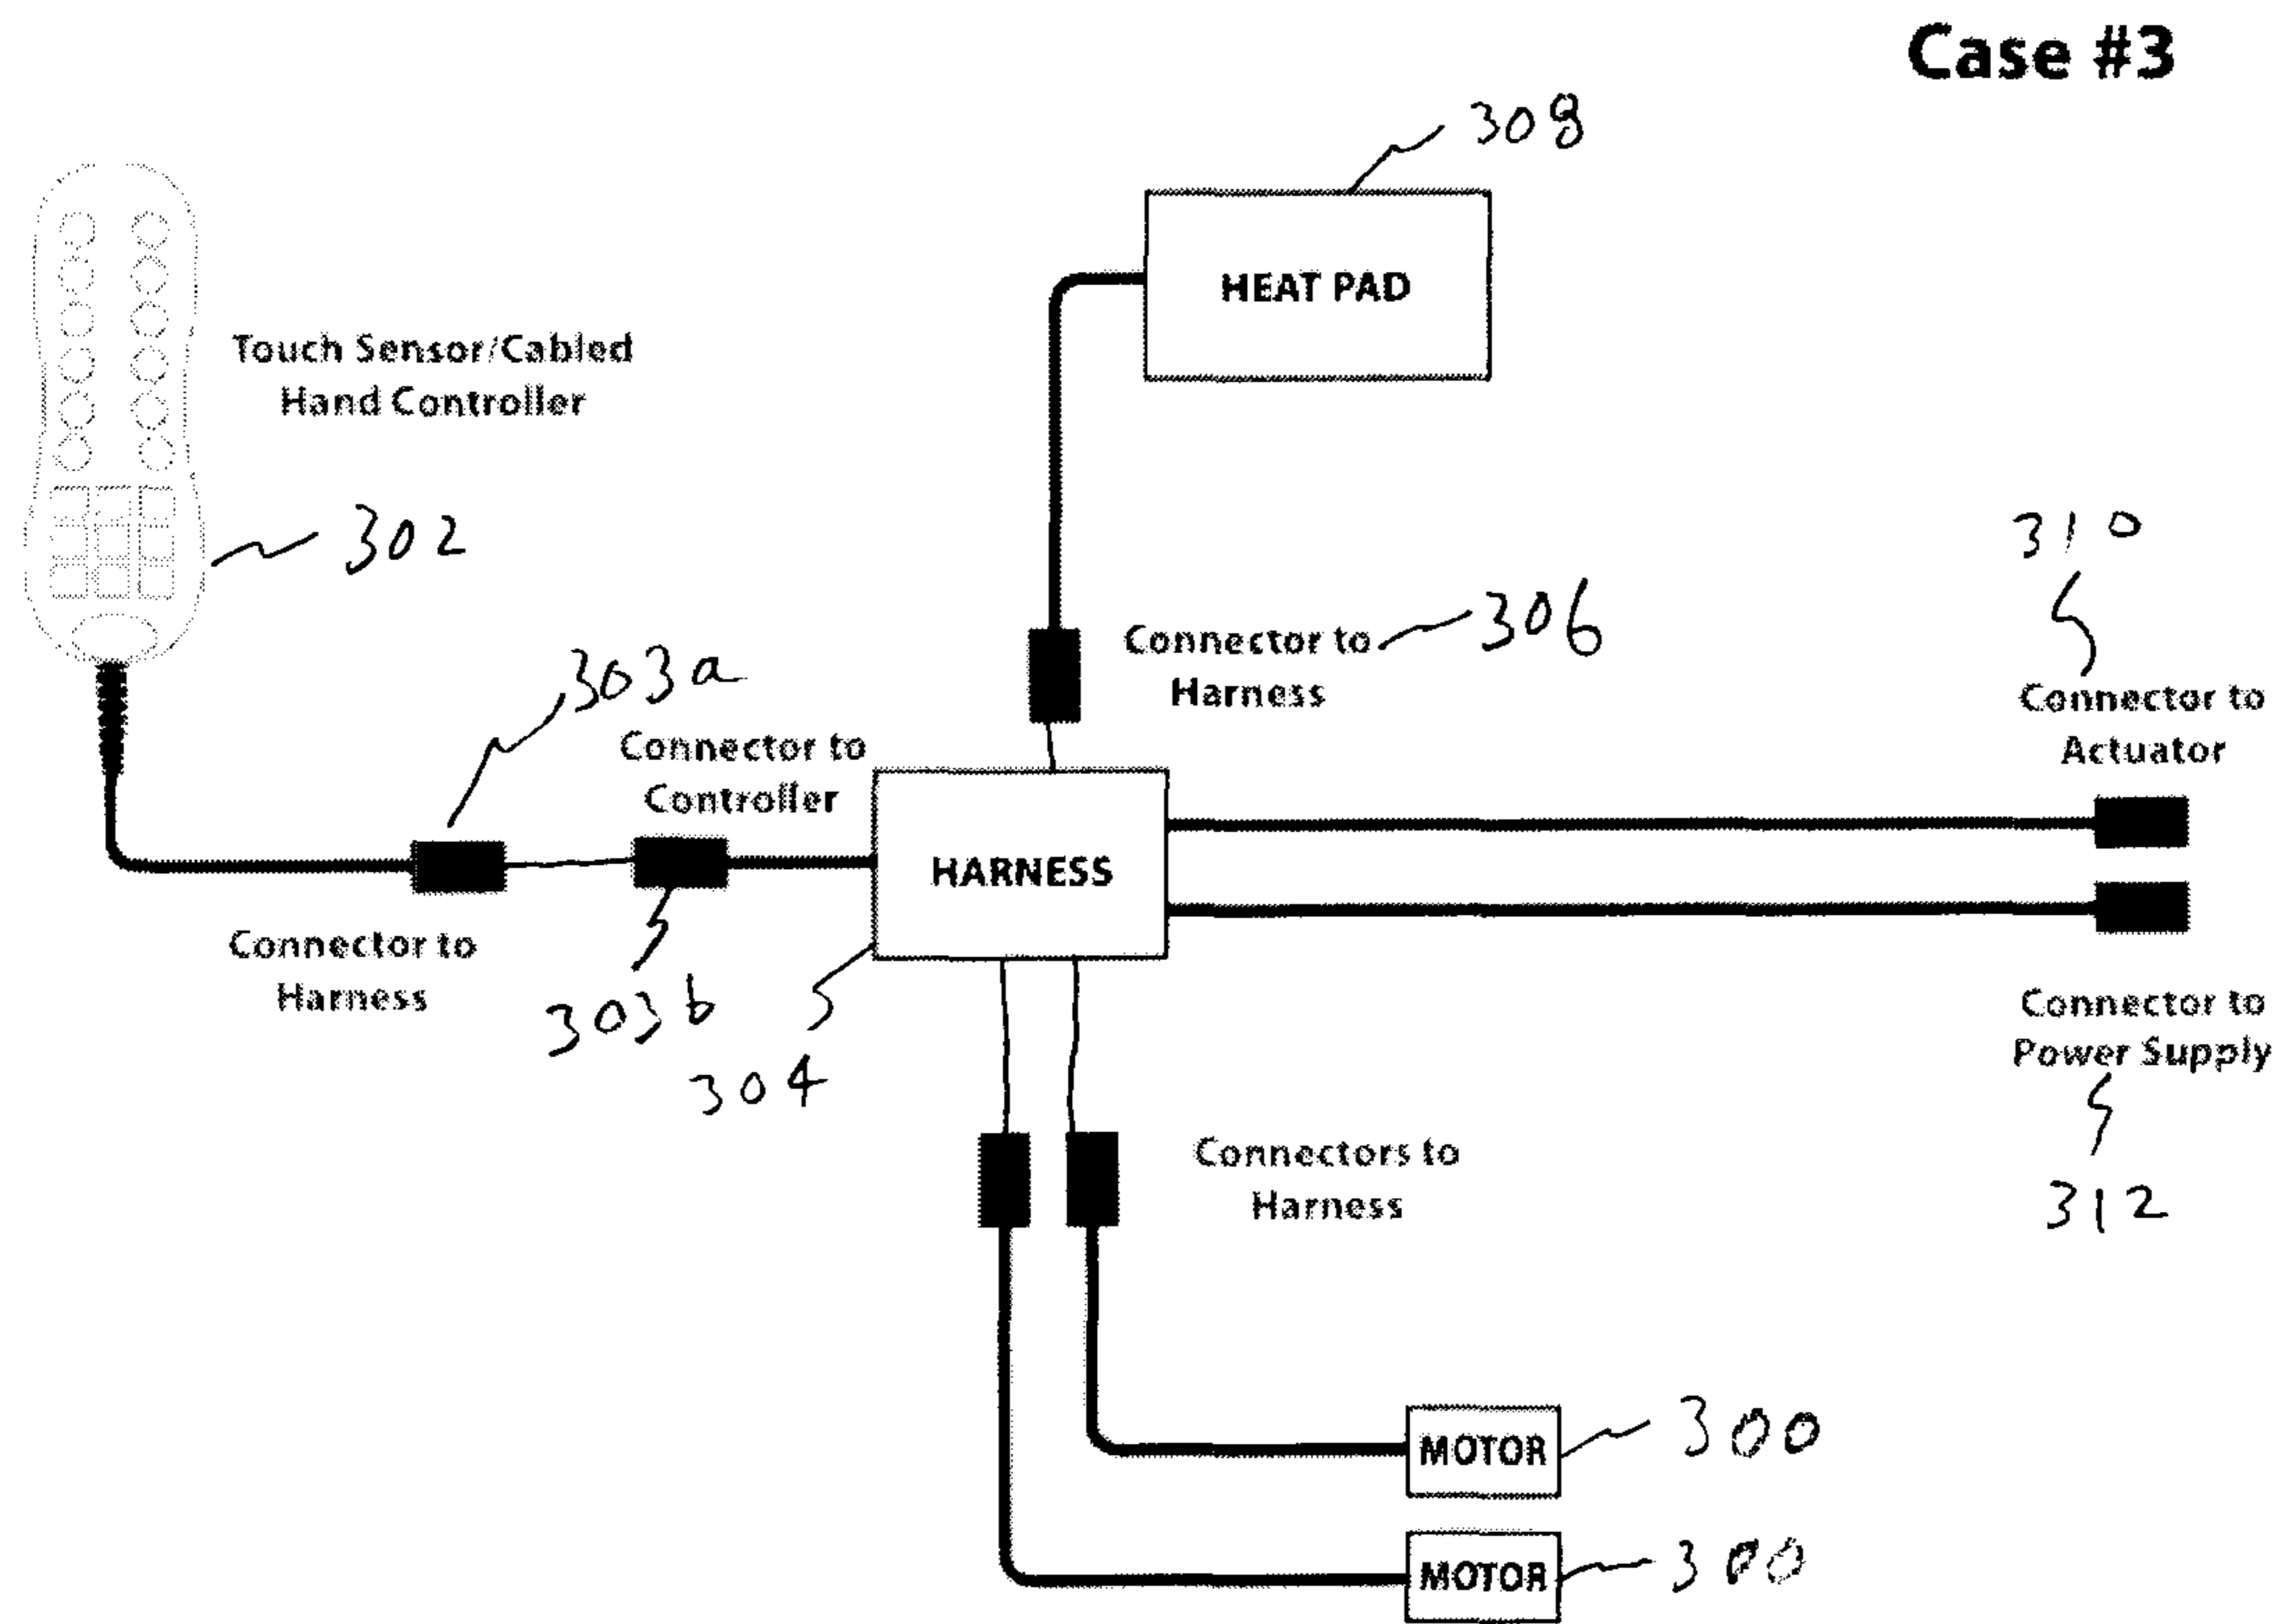 Case #3
308
HEAT PAD
Touch Sensor/Cabled
Hand Controller
302
310
306
Connector to
Harness
303a
Connector to
Actuator
Connector to
Controller
HARNESS
Connector to
Harness
303b
304
Connector to
Power Supply
312
Connectors to
Harness
MOTOR
300
MOTOR
300